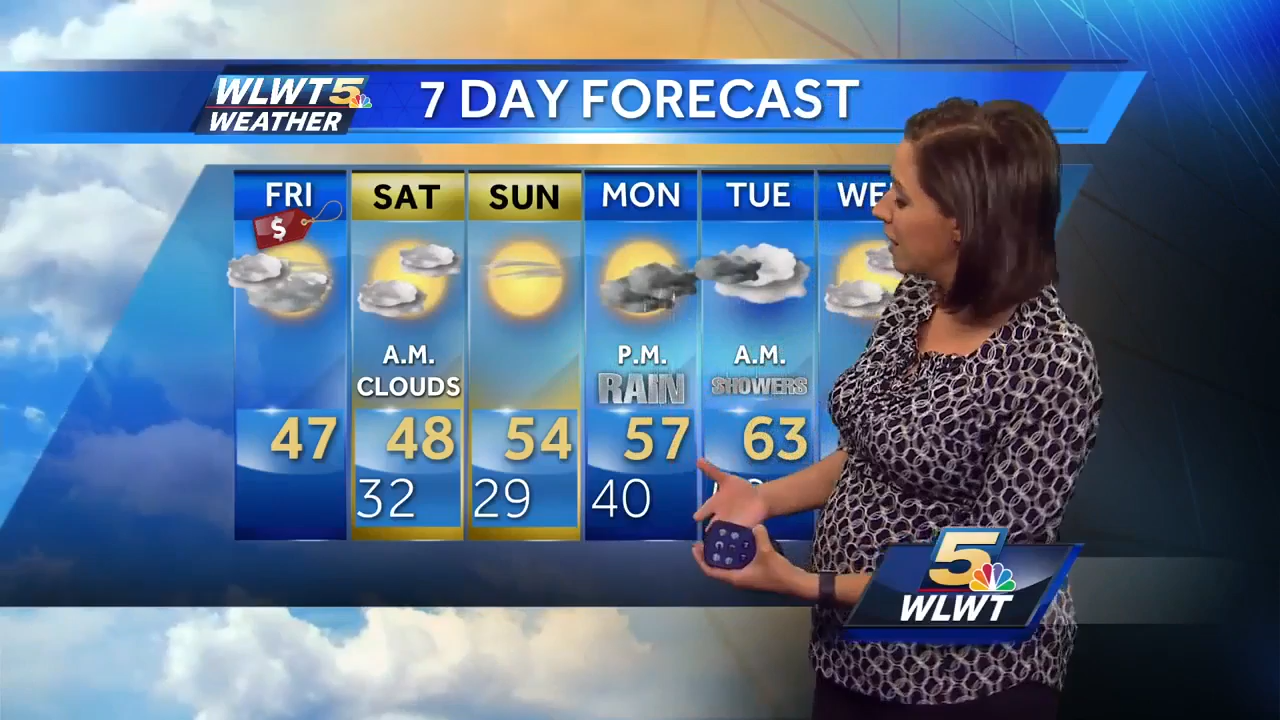 WLWT5
WEATHER
7 DAY FORECAST
FRI
SAT
SUN
MON
TUE
$
A.M.
CLOUDS
P.M.
RAIN
A.M.
SHOWERS
47
48
54
57
63
32
29
40
5
WLWT